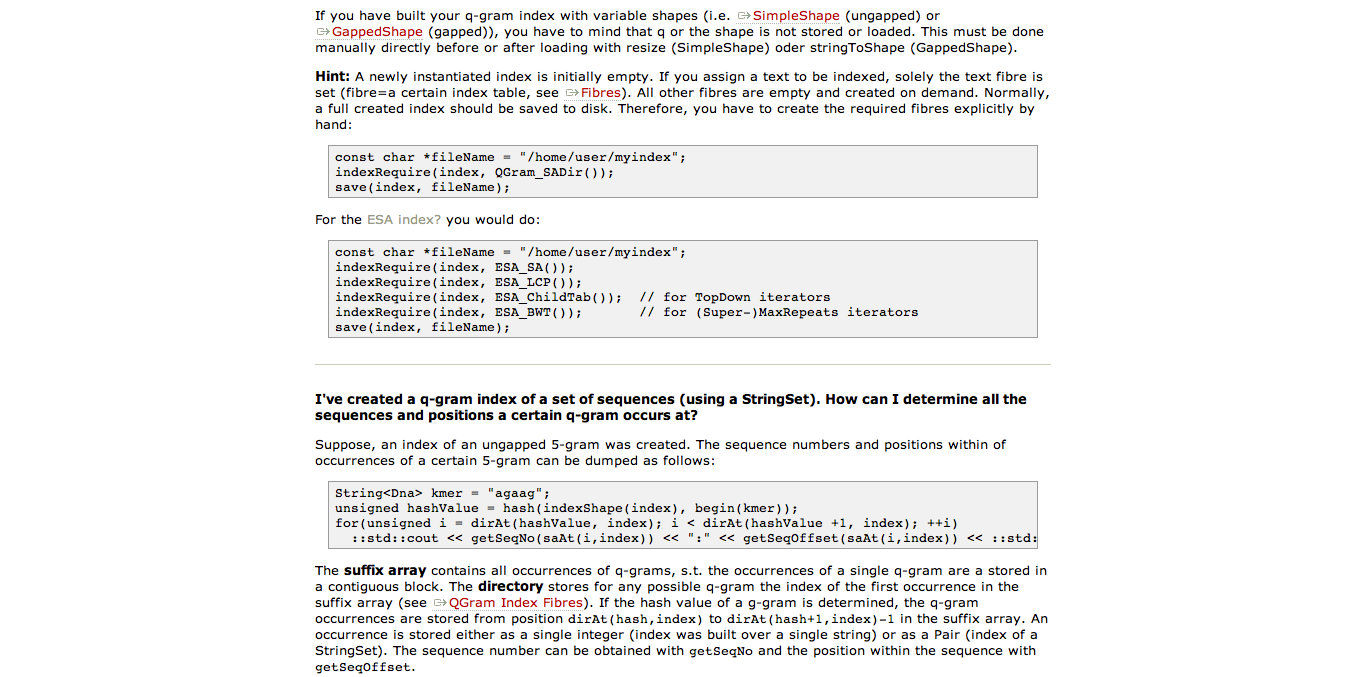 If you have built your q-gram index with variable shapes (i.e. SimpleShape (ungapped) or
GappedShape (gapped)), you have to mind that q or the shape is not stored or loaded. This must be done
manually directly before or after loading with resize (SimpleShape) oder stringToShape (GappedShape).
Hint: A newly instantiated index is initially empty. If you assign a text to be indexed, solely the text fibre is
set (fibre=a certain index table, see Fibres). All other fibres are empty and created on demand. Normally,
a full created index should be saved to disk. Therefore, you have to create the required fibres explicitly by
hand:
const char *fileName = "/home/user/myindex";
indexRequire(index, QGram_SADir());
save(index, fileName);
For the ESA index? you would do:
const char *fileName = "/home/user/myindex";
indexRequire(index, ESA_SA());
indexRequire(index, ESA_LCP());
indexRequire(index, ESA_ChildTab());  // for TopDown iterators
indexRequire(index, ESA_BWT());       // for (Super-)MaxRepeats iterators
save(index, fileName);
I've created a q-gram index of a set of sequences (using a StringSet). How can I determine all the
sequences and positions a certain q-gram occurs at?
Suppose, an index of an ungapped 5-gram was created. The sequence numbers and positions within of
occurrences of a certain 5-gram can be dumped as follows:
String<Dna> kmer = "agaag";
unsigned hashValue = hash(indexShape(index), begin(kmer));
for(unsigned i = dirAt(hashValue, index); i < dirAt(hashValue +1, index); ++i)
  ::std::cout << getSeqNo(saAt(i,index)) << ":" << getSeqOffset(saAt(i,index)) << ::std:
The suffix array contains all occurrences of q-grams, s.t. the occurrences of a single q-gram are a stored in
a contiguous block. The directory stores for any possible q-gram the index of the first occurrence in the
suffix array (see QGram Index Fibres). If the hash value of a g-gram is determined, the q-gram
occurrences are stored from position dirAt(hash,index) to dirAt(hash+1,index)-1 in the suffix array. An
occurrence is stored either as a single integer (index was built over a single string) or as a Pair (index of a
StringSet). The sequence number can be obtained with getSeqNo and the position within the sequence with
getSeqOffset.